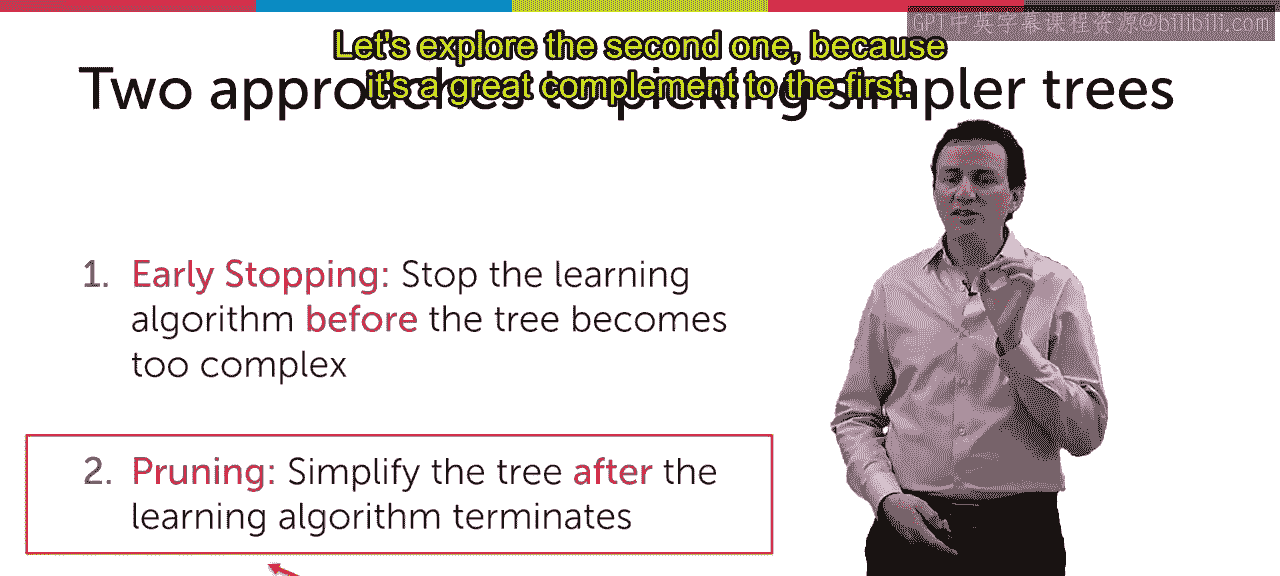 GPT中英字幕课程资源@bilibili.com
Let's explore the second one, because
it's a great complement to the first.
Two approaches to picking simpler trees
1. Early Stopping: Stop the learning
algorithm before the tree becomes
too complex
2. Pruning: Simplify the tree after the
learning algorithm terminates